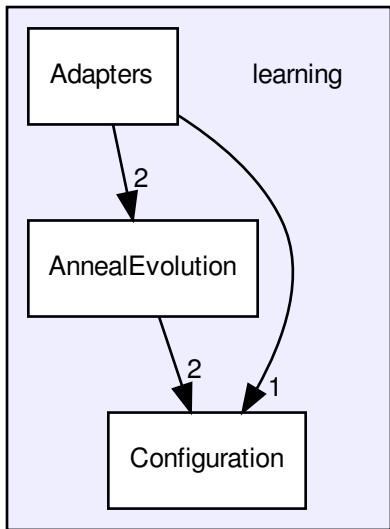 Adapters
learning
2
AnnealEvolution
2
1
Configuration